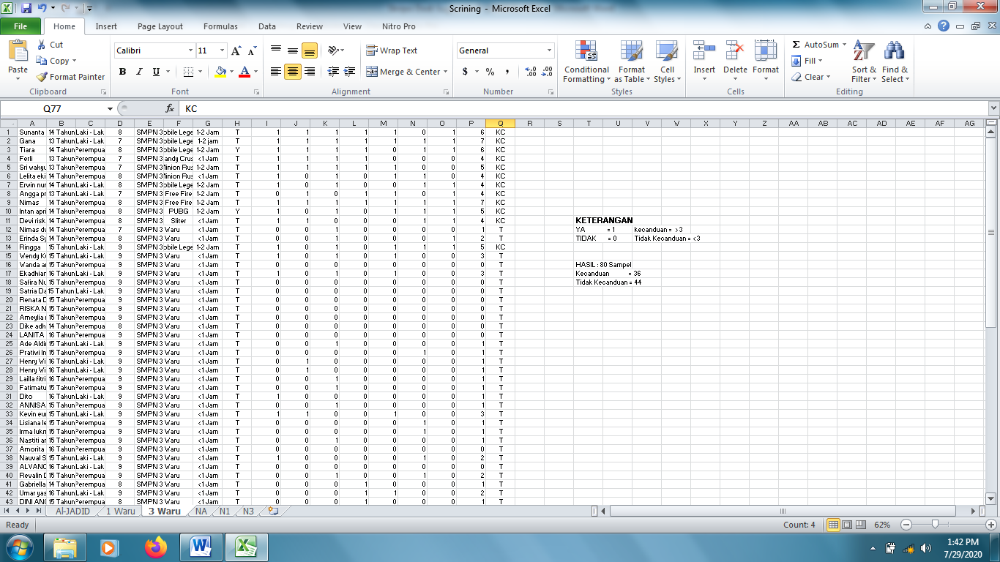 Scrining - Microsoft Excel
File Home Insert Page Layout Formulas Data Review View Nitro Pro
Paste Cut Copy Format Painter Clipboard
Calibri 11 B I U Font
Wrap Text Merge & Center Alignment
General $ % , Number
Conditional Formatting Format as Table Cell Styles Styles
Insert Delete Format Cells
AutoSum Fill Clear Sort & Filter Find & Select Editing
Q77 fx KC
A B C D E F G H I J K L M N O P Q R S T U V W X Y Z AA AB AC AD AE AF AG
1 Sunanta 14 Tahun Laki - Lak 8 SMPN 3 obile Lege 1-2 Jam T 1 1 1 1 1 0 1 6 KC
2 Gana 13 Tahun Laki - Lak 7 SMPN 3 obile Lege 1-2 jam T 1 1 1 1 1 1 1 7 KC
3 Tiara 14 Tahun Perempua 8 SMPN 3 obile Lege 1-2 Jam Y 1 1 1 1 0 1 1 6 KC
4 Ferli 13 Tahun Laki - Lak 7 SMPN 3 andy Crus <1 Jam T 1 1 1 1 0 0 0 4 KC
5 Sri wahyu 13 Tahun Perempua 7 SMPN 3 inion Rus 1-2 Jam T 1 1 1 1 1 0 0 5 KC
6 Lelita eki 14 Tahun Perempua 8 SMPN 3 inion Rus <1 Jam T 1 0 1 0 1 1 0 4 KC
7 Erwin nur 14 Tahun Laki - Lak 8 SMPN 3 obile Lege 1-2 Jam T 1 0 1 0 0 1 1 4 KC
8 Angga pr 13 Tahun Laki - Lak 7 SMPN 3 Free Fire 1-2 Jam T 0 1 0 1 1 0 1 4 KC
9 Nimas 14 Tahun Perempua 8 SMPN 3 Free Fire 1-2 Jam T 1 1 1 1 1 1 1 7 KC
10 Intan apri 14 Tahun Perempua 8 SMPN 3 PUBG 1-2 Jam Y 1 0 1 0 1 1 1 5 KC
11 Devi risk 14 Tahun Perempua 8 SMPN 3 Sliter <1 Jam T 1 1 0 0 0 1 1 4 KC KETERANGAN
12 Nimas dv 14 Tahun Perempua 7 SMPN 3 Waru <1 Jam T 0 0 1 0 0 0 0 1 T YA = 1 kecanduan = >3
13 Erinda Sy 14 Tahun Perempua 8 SMPN 3 Waru <1 Jam T 0 0 1 0 0 0 1 2 T TIDAK = 0 Tidak Kecanduan = <3
14 Ringga 15 Tahun Laki - Lak 9 SMPN 3 obile Lege 1-2 Jam T 1 0 1 0 1 1 1 5 KC
15 Wendy Ke 15 Tahun Laki - Lak 9 SMPN 3 Waru <1 Jam T 1 0 1 0 1 0 0 3 T
16 Wanda ar 15 Tahun Perempua 9 SMPN 3 Waru <1 Jam T 0 0 0 0 0 0 0 0 T HASIL : 80 Sampel
17 Ekadhian 16 Tahun Laki - Lak 9 SMPN 3 Waru <1 Jam T 1 0 1 0 1 0 0 3 T Kecanduan = 36
18 Safira Nu 15 Tahun Perempua 9 SMPN 3 Waru <1 Jam T 0 0 0 0 0 0 0 0 T Tidak Kecanduan = 44
19 Satria Da 15 Tahun Laki - Lak 9 SMPN 3 Waru <1 Jam T 0 0 0 0 0 0 0 0 T
20 Renata D 15 Tahun Perempua 9 SMPN 3 Waru <1 Jam T 0 0 0 0 0 0 0 0 T
21 RISKA N 15 Tahun Perempua 9 SMPN 3 Waru <1 Jam T 0 0 0 0 0 0 0 0 T
22 Ameylia r 15 Tahun Perempua 9 SMPN 3 Waru <1 Jam T 0 0 0 0 0 0 0 0 T
23 Dike adh 14 Tahun Perempua 8 SMPN 3 Waru <1 Jam T 0 0 0 0 0 0 0 0 T
24 LANITA 16 Tahun Perempua 9 SMPN 3 Waru <1 Jam T 0 0 0 0 0 0 0 0 T
25 Ade Aldi 15 Tahun Laki - Lak 9 SMPN 3 Waru <1 Jam T 0 0 1 0 0 0 0 1 T
26 Pratiwi In 15 Tahun Perempua 9 SMPN 3 Waru <1 Jam T 0 0 0 0 0 1 0 1 T
27 Henry Wi 16 Tahun Laki - Lak 9 SMPN 3 Waru <1 Jam T 0 1 0 0 0 0 0 1 T
28 Henry Wi 16 Tahun Laki - Lak 9 SMPN 3 Waru <1 Jam T 0 1 0 0 0 0 0 1 T
29 Lailla fitri 16 Tahun Perempua 9 SMPN 3 Waru <1 Jam T 0 0 1 0 0 0 0 1 T
30 Fatimatu 15 Tahun Perempua 9 SMPN 3 Waru <1 Jam T 0 0 1 0 0 0 0 1 T
31 Dito 16 Tahun Laki - Lak 9 SMPN 3 Waru <1 Jam T 1 0 0 0 0 0 0 1 T
32 ANNISA 15 Tahun Perempua 9 SMPN 3 Waru <1 Jam T 0 0 1 0 0 0 0 1 T
33 Kevin eur 15 Tahun Laki - Lak 9 SMPN 3 Waru <1 Jam T 1 1 0 0 1 0 0 3 T
34 Lisiana le 15 Tahun Perempua 9 SMPN 3 Waru <1 Jam T 0 0 0 0 0 1 0 1 T
35 Irma lukm 15 Tahun Perempua 9 SMPN 3 Waru <1 Jam T 0 0 0 0 0 1 0 1 T
36 Nastiti ar 15 Tahun Perempua 9 SMPN 3 Waru <1 Jam T 0 0 1 0 0 0 0 1 T
37 Amorita 16 Tahun Perempua 9 SMPN 3 Waru <1 Jam T 0 0 0 0 0 0 0 0 T
38 Nauval S 15 Tahun Laki - Lak 9 SMPN 3 Waru <1 Jam T 1 0 0 0 0 1 0 2 T
39 ALVANC 16 Tahun Laki - Lak 9 SMPN 3 Waru <1 Jam T 0 0 0 0 0 0 0 0 T
40 Revalin D 15 Tahun Perempua 9 SMPN 3 Waru <1 Jam T 0 0 1 0 0 1 0 2 T
41 Gabriella 14 Tahun Perempua 8 SMPN 3 Waru <1 Jam T 0 0 0 1 0 0 0 1 T
42 Umar yas 16 Tahun Laki - Lak 9 SMPN 3 Waru <1 Jam T 0 0 0 1 1 0 0 2 T
43 DINI ANG 15 Tahun Perempua 8 SMPN 3 Waru <1 Jam T 0 0 0 1 0 0 0 1 T
Al-JADID 1 Waru 3 Waru NA N1 N3
Ready Count: 4 62%
1:42 PM
7/29/2020